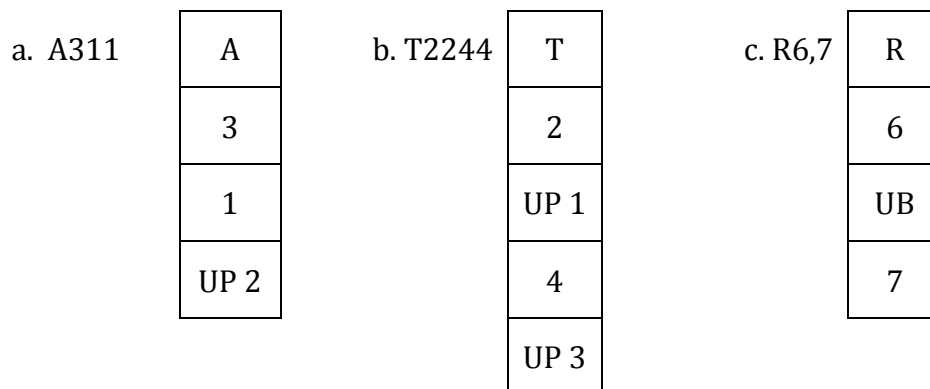 a. A311 A b. T2244 T c. R6,7 R
3 2 6
1 UP 1 UB
UP 2 4 7
UP 3